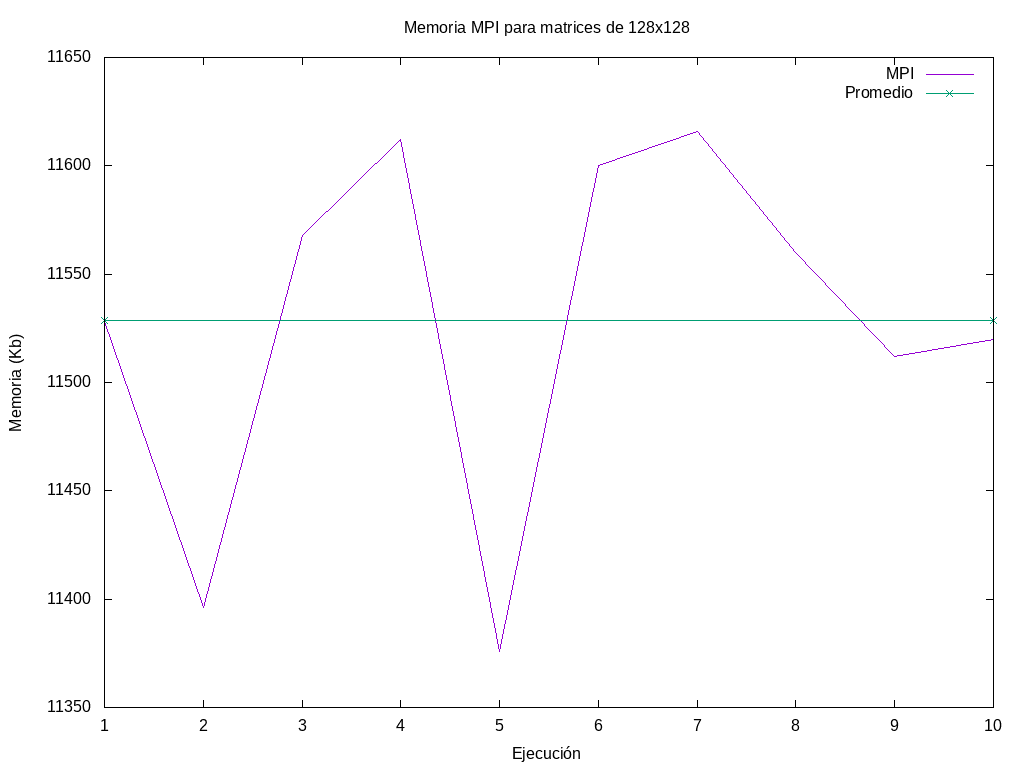 Memoria MPI para matrices de 128x128
MPI
Promedio
11650
11600
11550
11500
11450
11400
11350
Memoria (Kb)
1 2 3 4 5 6 7 8 9 10
Ejecución